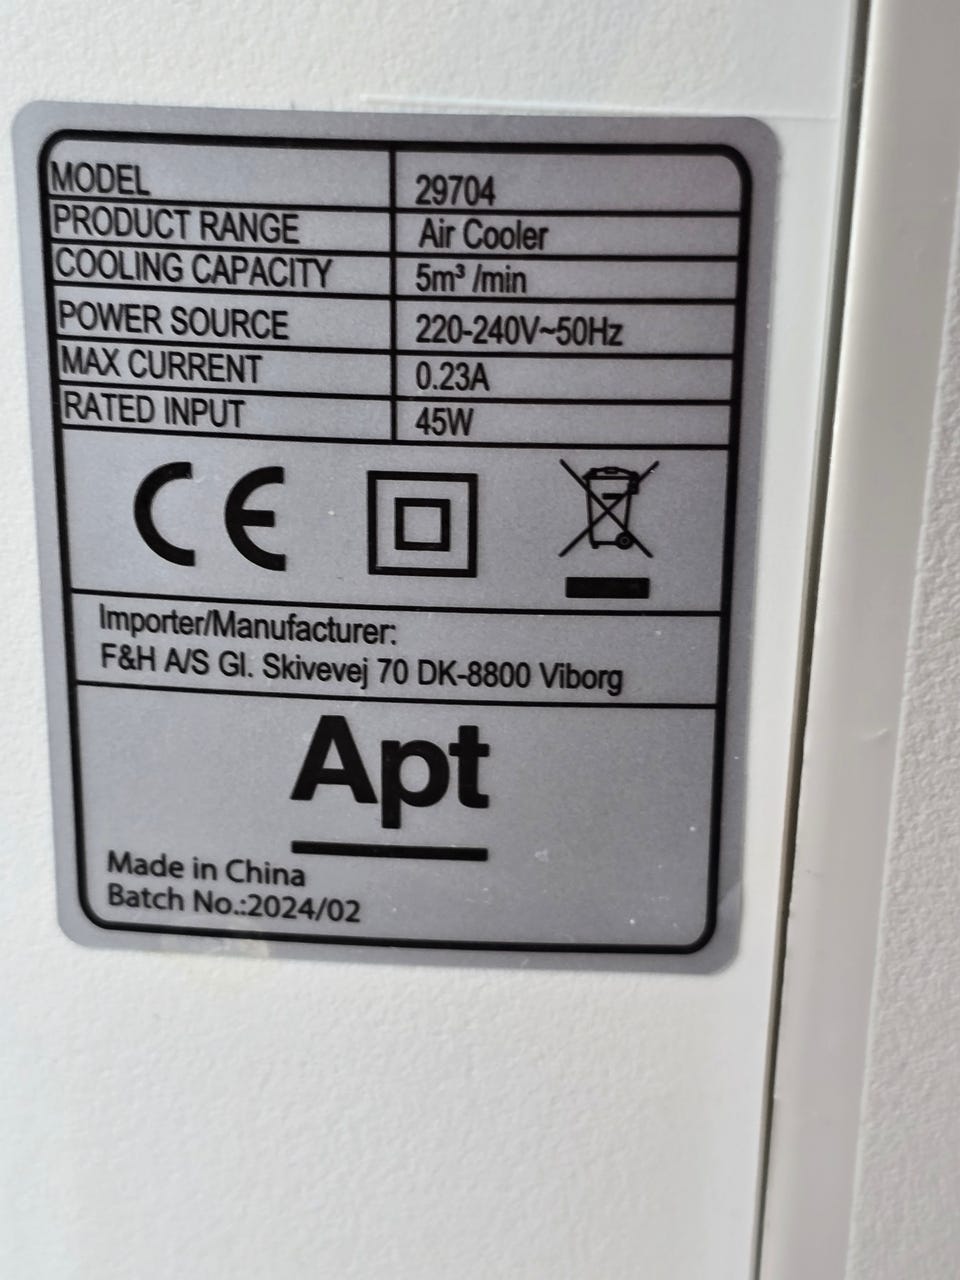 MODEL 29704
PRODUCT RANGE Air Cooler
COOLING CAPACITY 5m³ /min
POWER SOURCE 220-240V~50Hz
MAX CURRENT 0.23A
RATED INPUT 45W
CE
Importer/Manufacturer:
F&H A/S Gl. Skivevej 70 DK-8800 Viborg
Apt
Made in China
Batch No.:2024/02